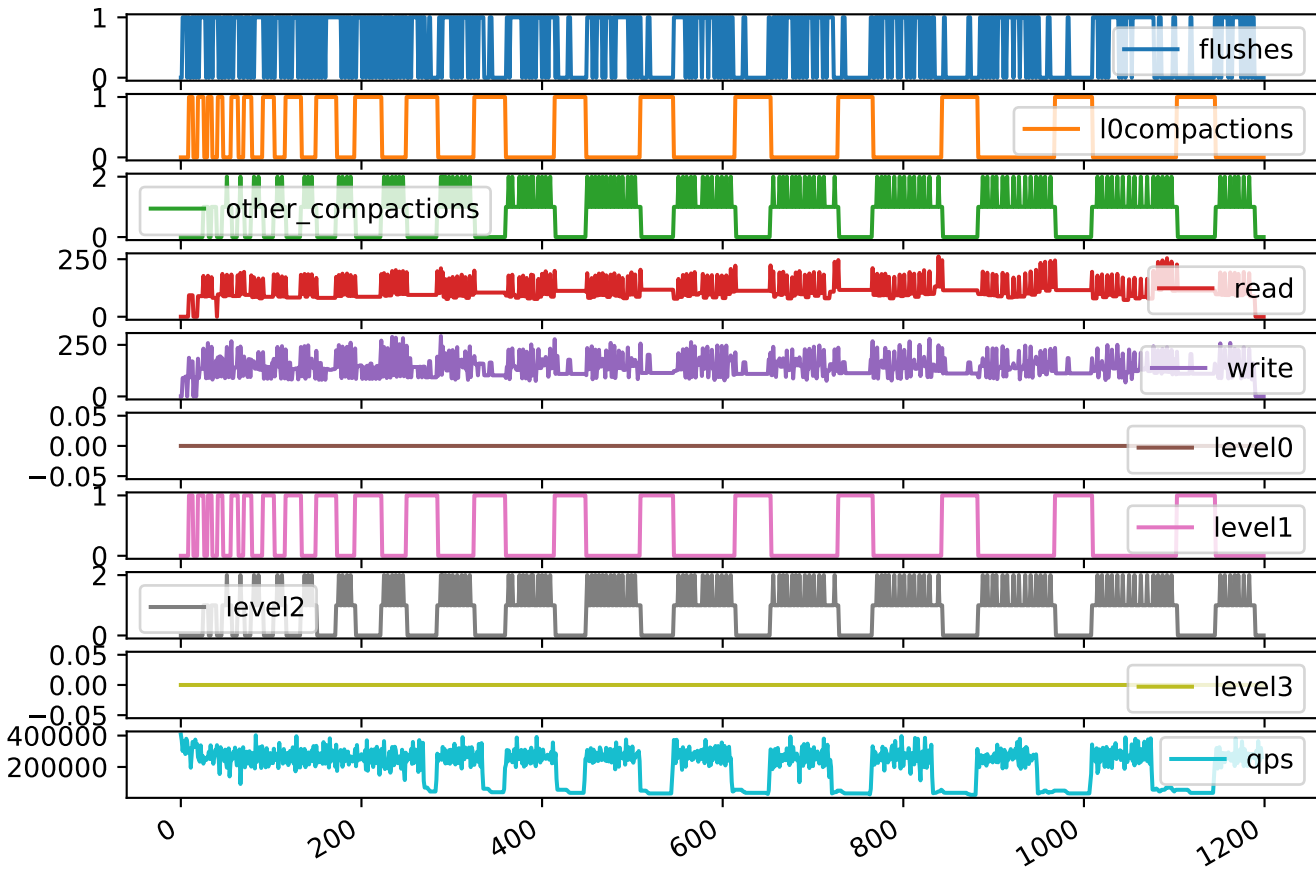 1
flushes
0
1
l0compactions
0
2
other_compactions
0
250
read
0
250
write
0
0.05
0.00
level0
−0.05
1
level1
0
2
level2
0
0.05
0.00
level3
−0.05
400000
200000
qps
0 200 400 600 800 1000 1200